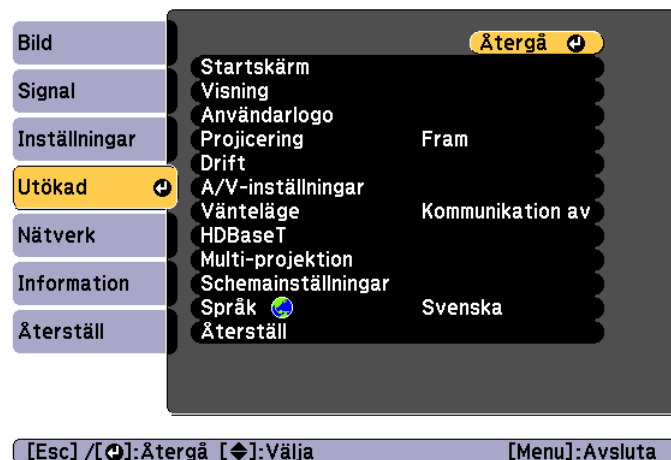 Bild
Signal
Inställningar
Utökad
Nätverk
Information
Återställ
Återgå
Startskärm
Visning
Användarlogo
Projicering Fram
Drift
A/V-inställningar
Vänteläge Kommunikation av
HDBaseT
Multi-projektion
Schemainställningar
Språk Svenska
Återställ
[Esc] /[ ]:Återgå [ ]:Välja [Menu]:Avsluta